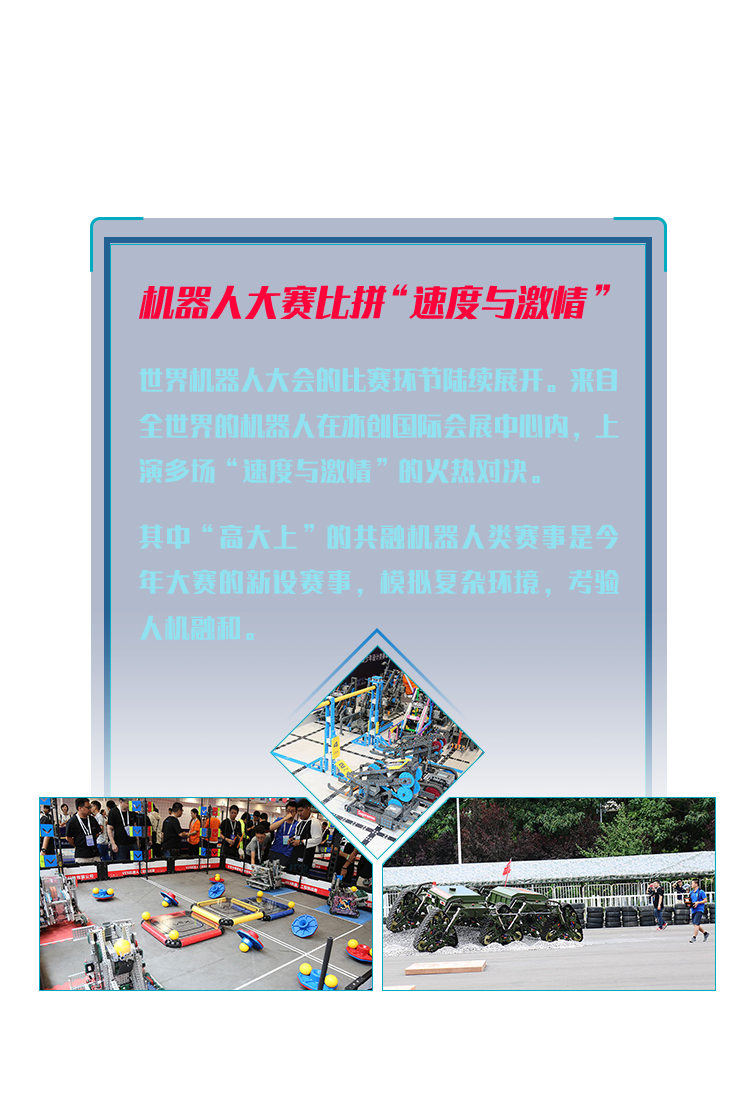 机器人大赛比拼“速度与激情”
世界机器人大会的比赛环节陆续展开。来自
全世界的机器人在亦创国际会展中心内，上
演多场“速度与激情”的火热对决。
其中“高大上”的共融机器人类赛事是今
年大赛的新设赛事，模拟复杂环境，考验
人机融和。